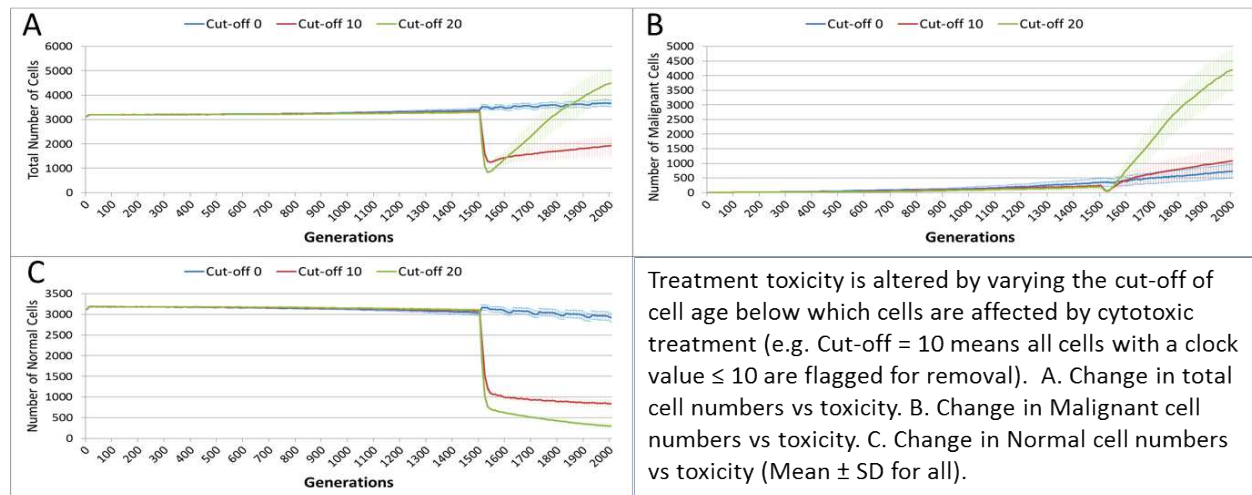 A
Cut-off 0 Cut-off 10 Cut-off 20
Total Number of Cells
6000
5000
4000
3000
2000
1000
0
0 100 200 300 400 500 600 700 800 900 1000 1100 1200 1300 1400 1500 1600 1700 1800 1900 2000
Generations
B
Cut-off 0 Cut-off 10 Cut-off 20
Number of Malignant Cells
5000
4500
4000
3500
3000
2500
2000
1500
1000
500
0
0 100 200 300 400 500 600 700 800 900 1000 1100 1200 1300 1400 1500 1600 1700 1800 1900 2000
Generations
C
Cut-off 0 Cut-off 10 Cut-off 20
Number of Normal Cells
3500
3000
2500
2000
1500
1000
500
0
0 100 200 300 400 500 600 700 800 900 1000 1100 1200 1300 1400 1500 1600 1700 1800 1900 2000
Generations
Treatment toxicity is altered by varying the cut-off of
cell age below which cells are affected by cytotoxic
treatment (e.g. Cut-off = 10 means all cells with a clock
value ≤ 10 are flagged for removal). A. Change in total
cell numbers vs toxicity. B. Change in Malignant cell
numbers vs toxicity. C. Change in Normal cell numbers
vs toxicity (Mean ± SD for all).